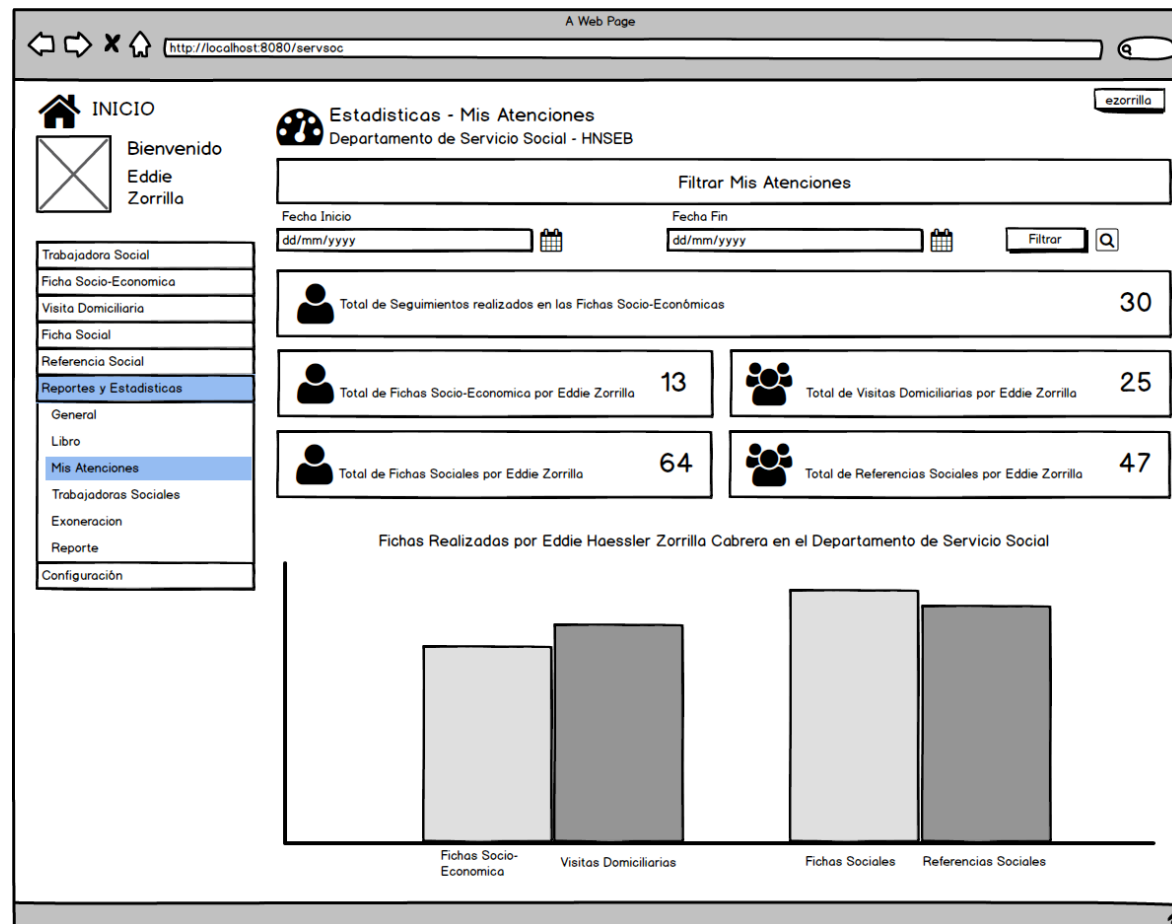 A Web Page
http://localhost:8080/servsoc
INICIO
Bienvenido
Eddie
Zorrilla
Trabajadora Social
Ficha Socio-Economica
Visita Domiciliaria
Ficha Social
Referencia Social
Reportes y Estadisticas
General
Libro
Mis Atenciones
Trabajadoras Sociales
Exoneracion
Reporte
Configuración
ezorrilla
Estadisticas - Mis Atenciones
Departamento de Servicio Social - HNSEB
Filtrar Mis Atenciones
Fecha Inicio
Fecha Fin
dd/mm/yyyy
dd/mm/yyyy
Filtrar
Total de Seguimientos realizados en las Fichas Socio-Económicas
30
Total de Fichas Socio-Economica por Eddie Zorrilla
13
Total de Visitas Domiciliarias por Eddie Zorrilla
25
Total de Fichas Sociales por Eddie Zorrilla
64
Total de Referencias Sociales por Eddie Zorrilla
47
Fichas Realizadas por Eddie Haessler Zorrilla Cabrera en el Departamento de Servicio Social
Fichas Socio-
Economica
Visitas Domiciliarias
Fichas Sociales
Referencias Sociales